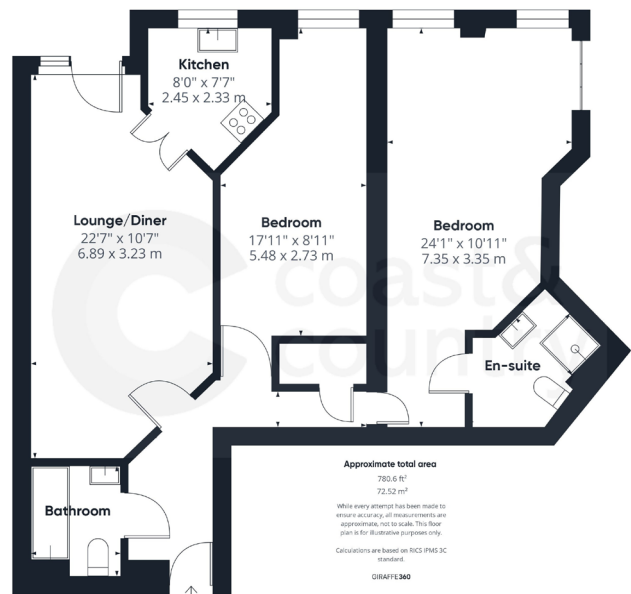 Kitchen
8'0" x 7'7"
2.45 x 2.33 m
Lounge/Diner
22'7" x 10'7"
6.89 x 3.23 m
Bedroom
17'11" x 8'11"
5.48 x 2.73 m
Bedroom
24'1" x 10'11"
7.35 x 3.35 m
coast&
country
En-suite
Bathroom
Approximate total area
780.6 ft²
72.52 m²
While every attempt has been made to
ensure accuracy, all measurements are
approximate, not to scale. This floor
plan is for illustrative purposes only.
Calculations are based on RICS IPMS 3C
standard.
GIRAFFE360